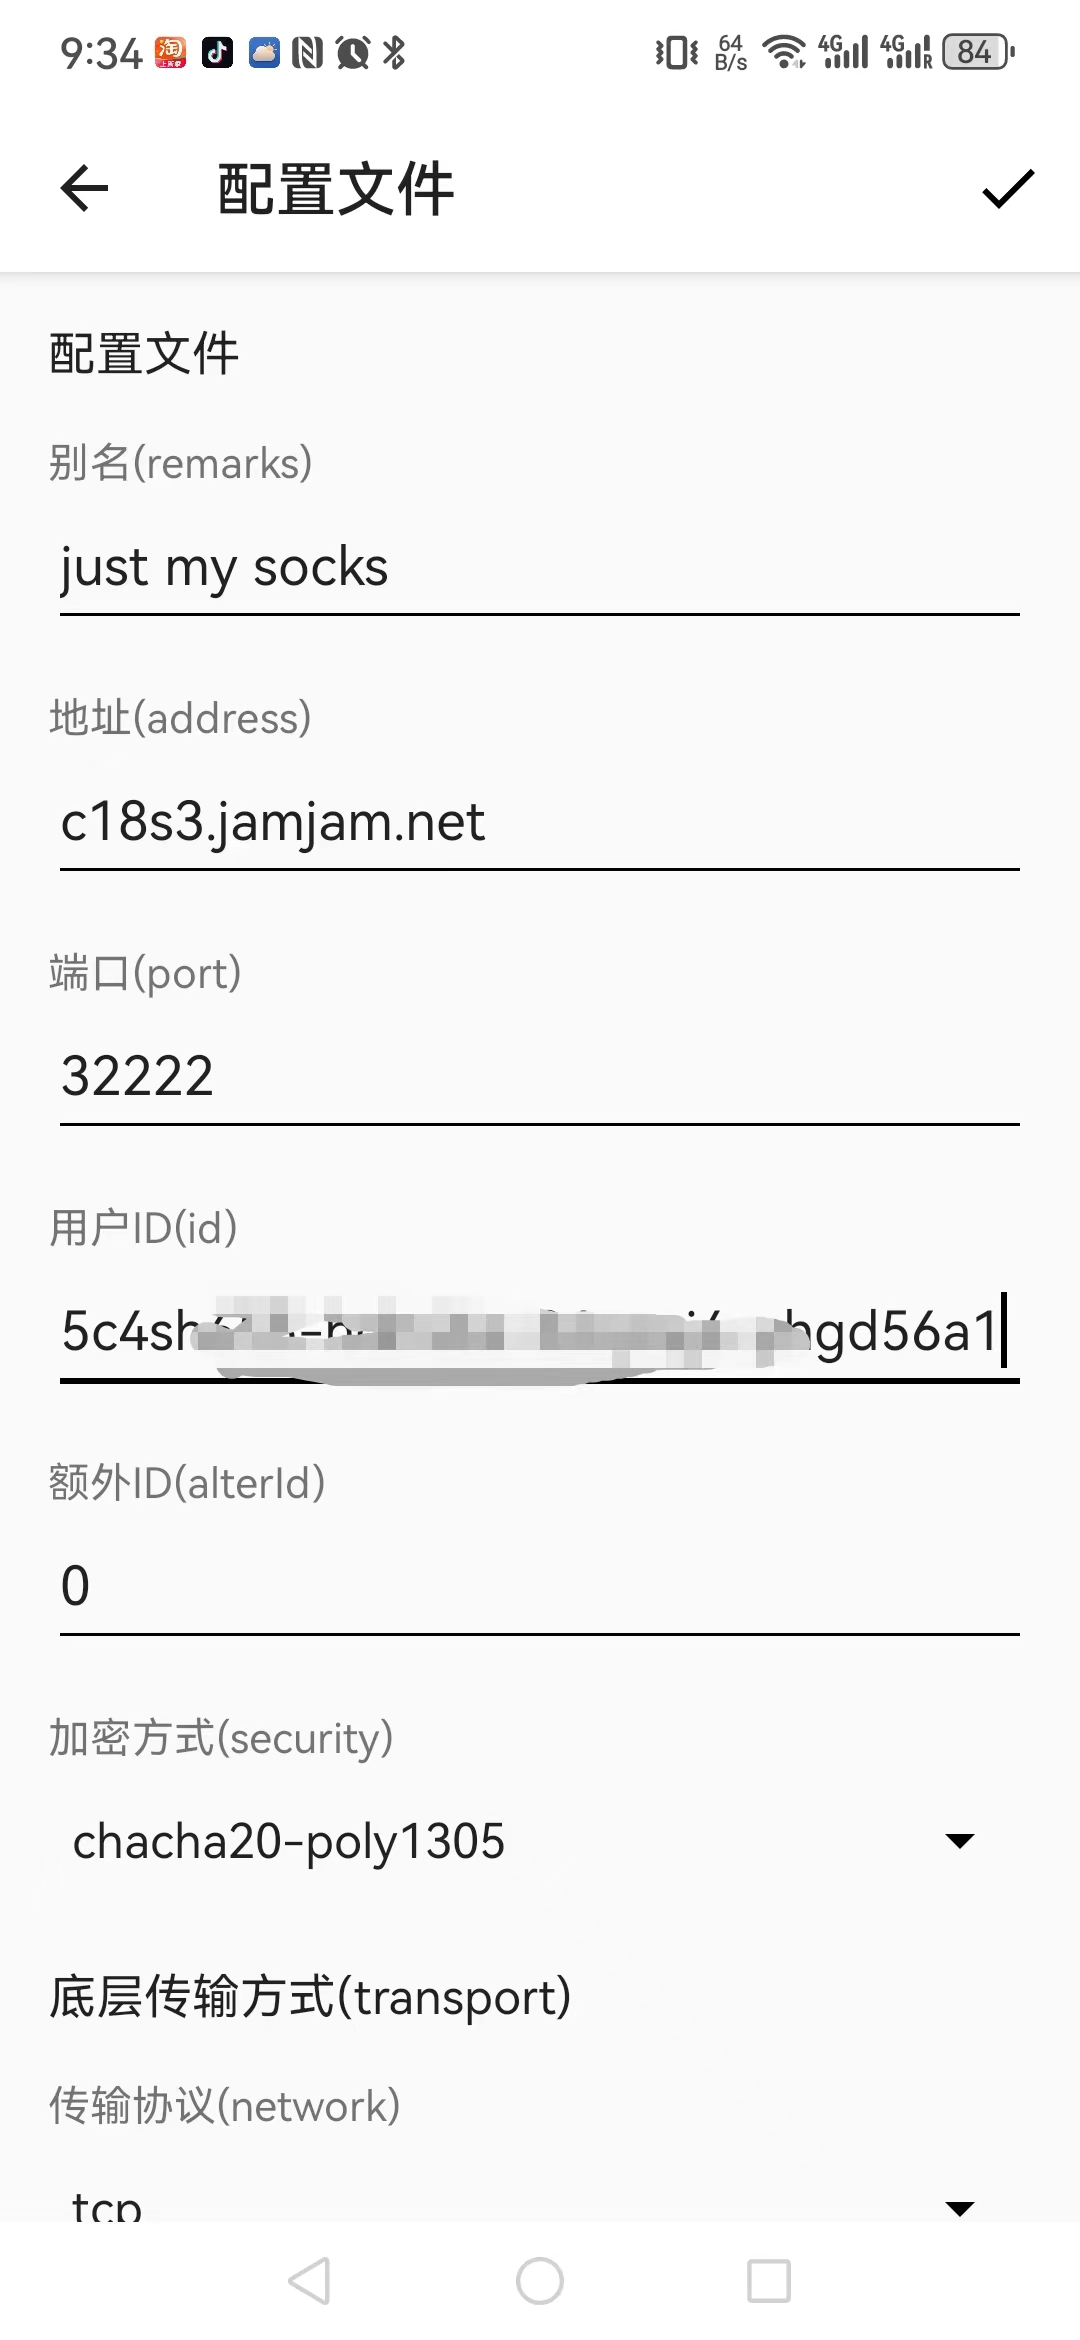 9:34
64 B/s 4G 4G R 84
配置文件
配置文件
别名(remarks)
just my socks
地址(address)
c18s3.jamjam.net
端口(port)
32222
用户ID(id)
5c4sh hgd56a1
额外ID(alterId)
0
加密方式(security)
chacha20-poly1305
底层传输方式(transport)
传输协议(network)
tcp